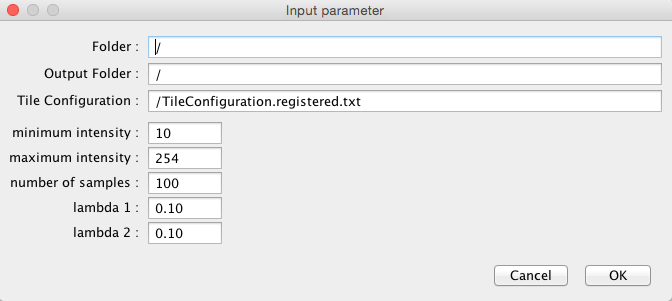 Input parameter
Folder : /
Output Folder : /
Tile Configuration : /TileConfiguration.registered.txt
minimum intensity : 10
maximum intensity : 254
number of samples : 100
lambda 1 : 0.10
lambda 2 : 0.10
Cancel OK